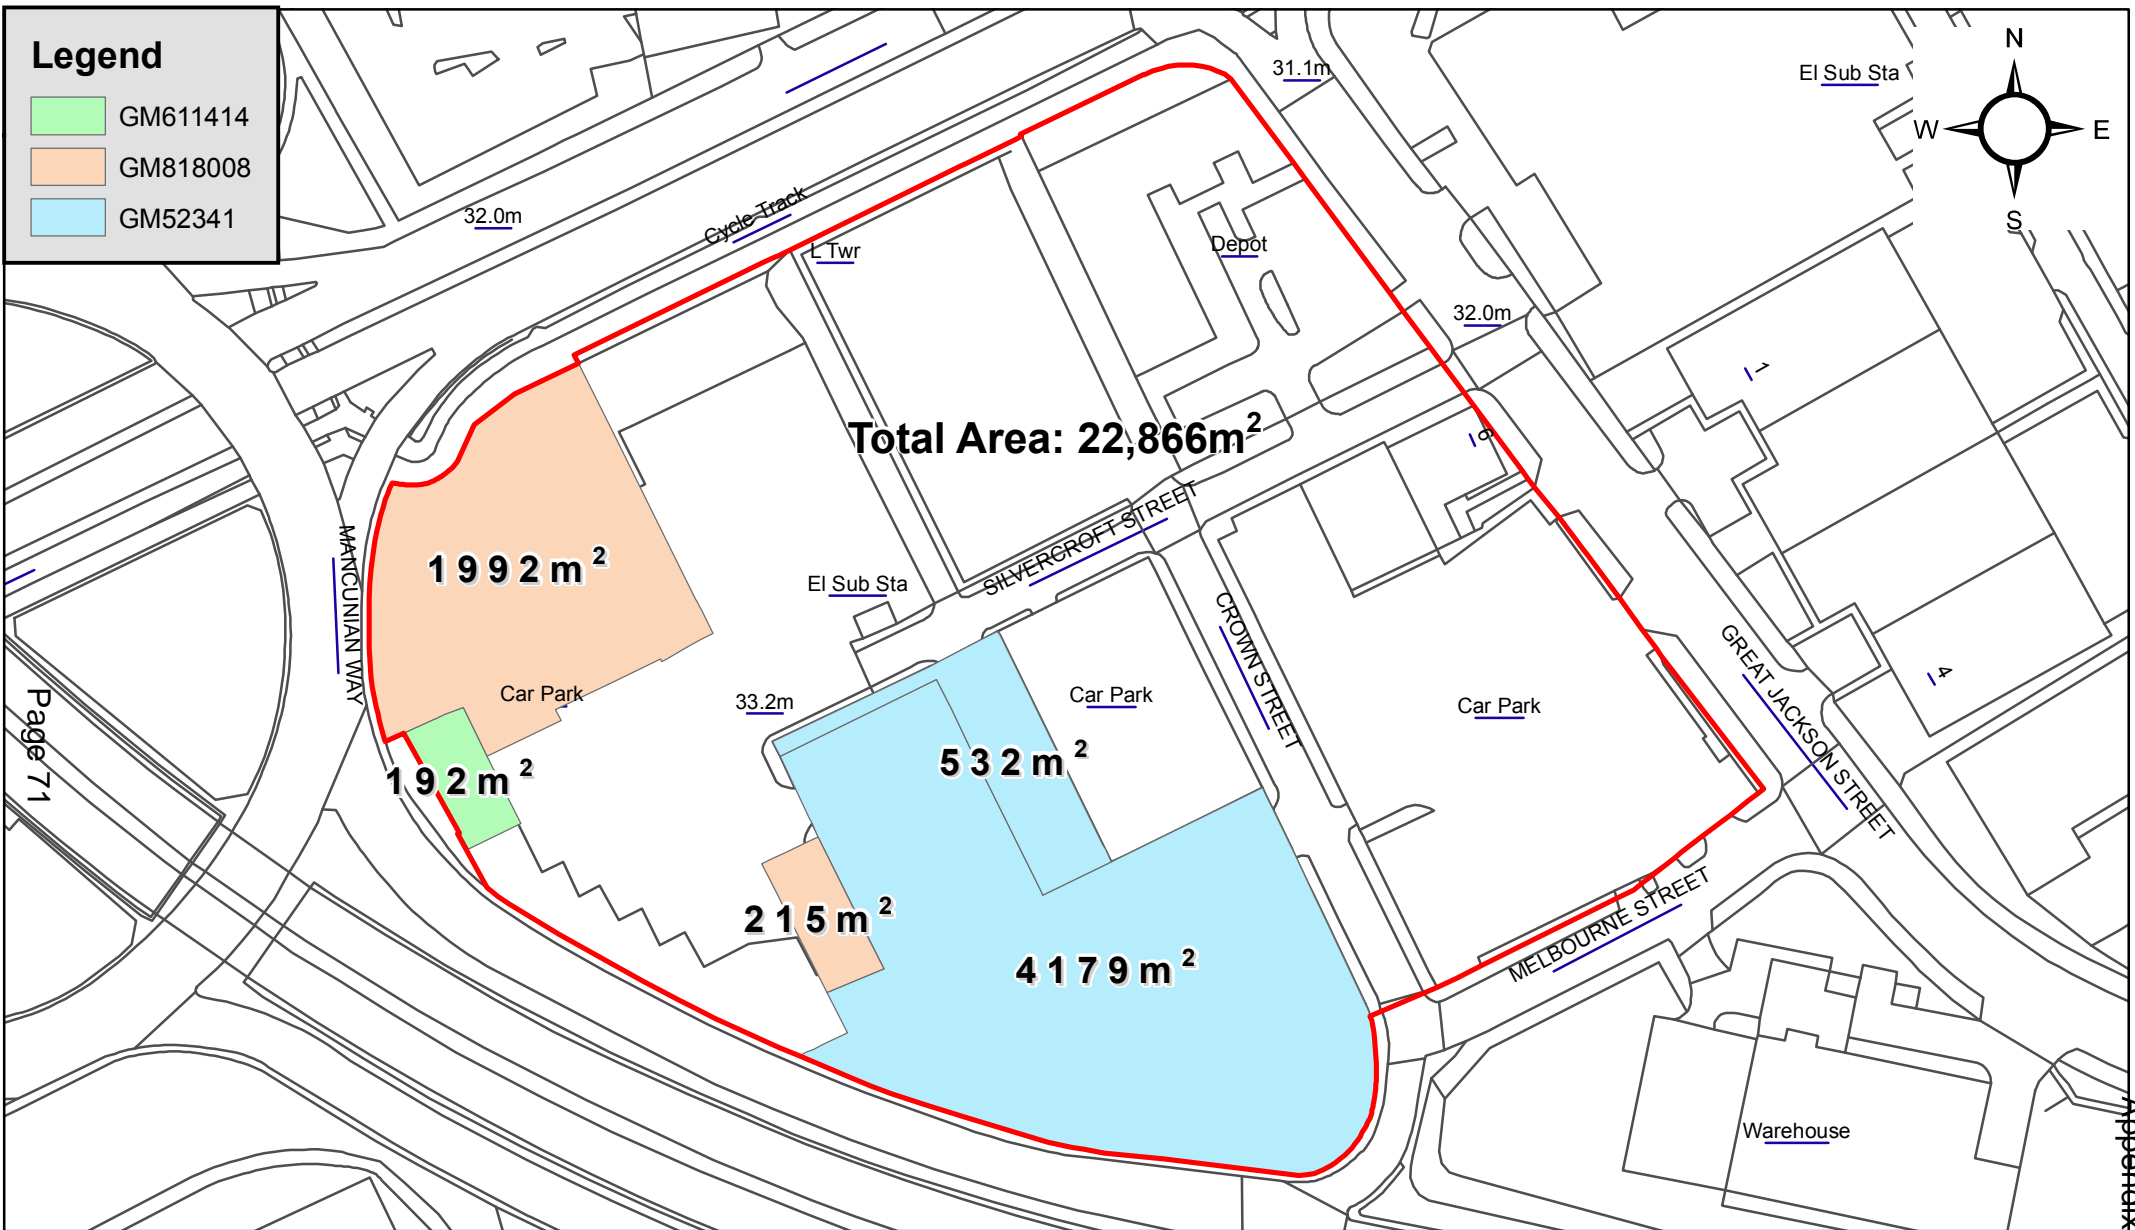 Legend
GM611414
GM818008
GM52341
N
W
E
S
31.1m
El Sub Sta
32.0m
Cycle Track
L Twr
Depot
32.0m
1
Total Area: 22,866m²
6
SILVERCROFT STREET
1992m²
El Sub Sta
MANCUNIAN WAY
CROWN STREET
GREAT JACKSON STREET
4
Car Park
33.2m
Car Park
Car Park
Page 71
192m²
532m²
215m²
4179m²
MELBOURNE STREET
Warehouse
Appendix